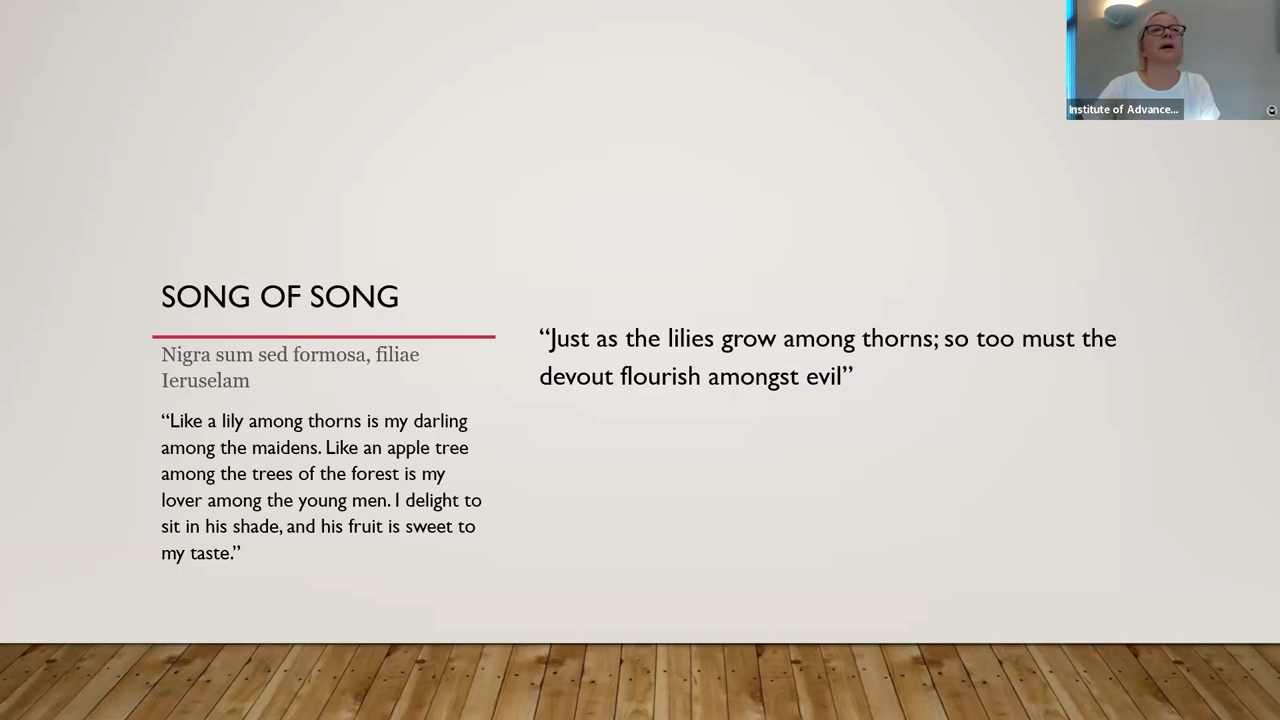 Institute of Advance...
SONG OF SONG
Nigra sum sed formosa, filiae
Ieruselam
“Like a lily among thorns is my darling
among the maidens. Like an apple tree
among the trees of the forest is my
lover among the young men. I delight to
sit in his shade, and his fruit is sweet to
my taste.”
“Just as the lilies grow among thorns; so too must the
devout flourish amongst evil”